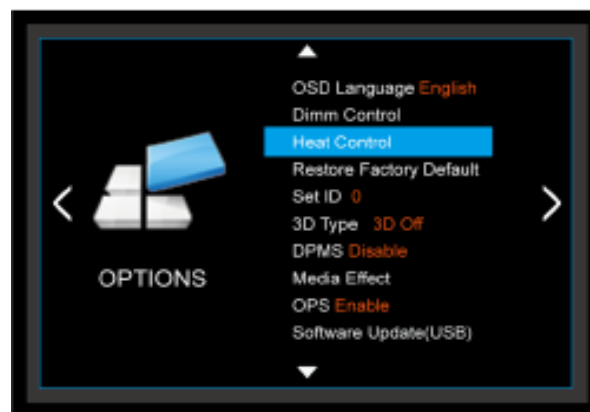 OSD Language English
Dimm Control
Heat Control
Restore Factory Default
Set ID 0
3D Type 3D Off
DPMS Disable
OPTIONS
Media Effect
OPS Enable
Software Update(USB)